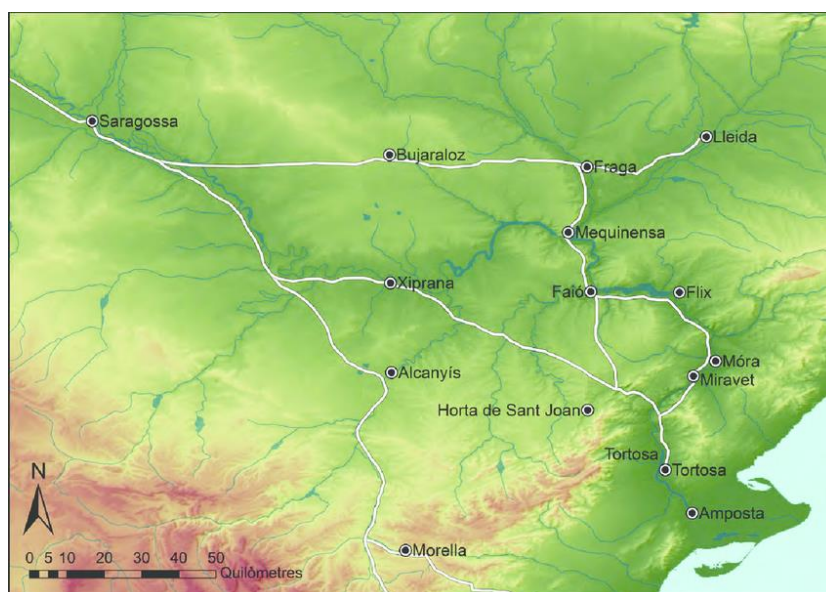 Saragossa
Lleida
Bujaraloz
Fraga
Mequinensa
Xiprana
Faió
Flix
Móra
Alcanyís
Miravet
Horta de Sant Joan
Tortosa
Tortosa
N
Amposta
Morella
0 5 10 20 30 40 50
Quilòmetres